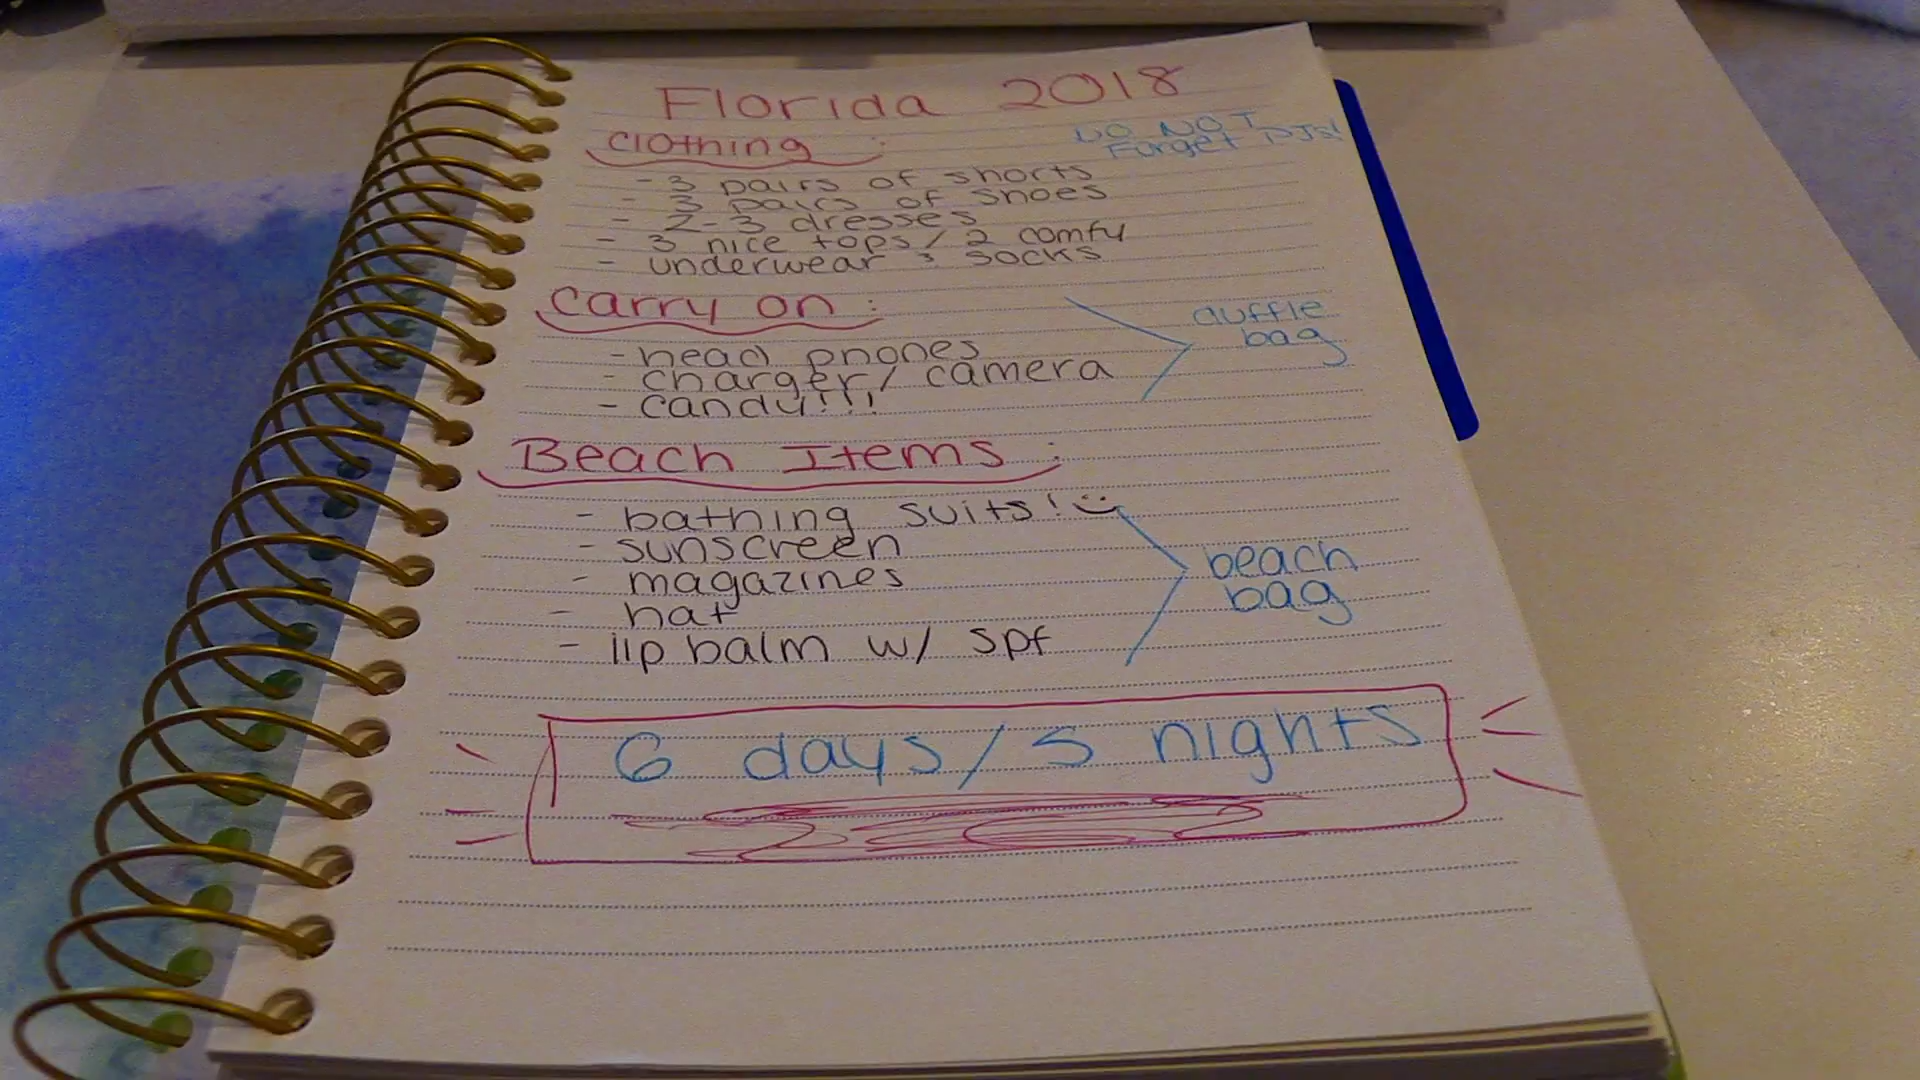 Florida 2018
Clothing:
DO NOT
Forget PJs!
- 3 pairs of shorts
- 3 pairs of shoes
- 2-3 dresses
- 3 nice tops / 2 comfy
- underwear & socks
Carry on:
duffle
bag
- head phones
- charger / camera
- candy!!!
Beach Items:
- bathing suits! :)
- sunscreen
- magazines
- hat
- lip balm w/ spf
beach
bag
6 days / 5 nights